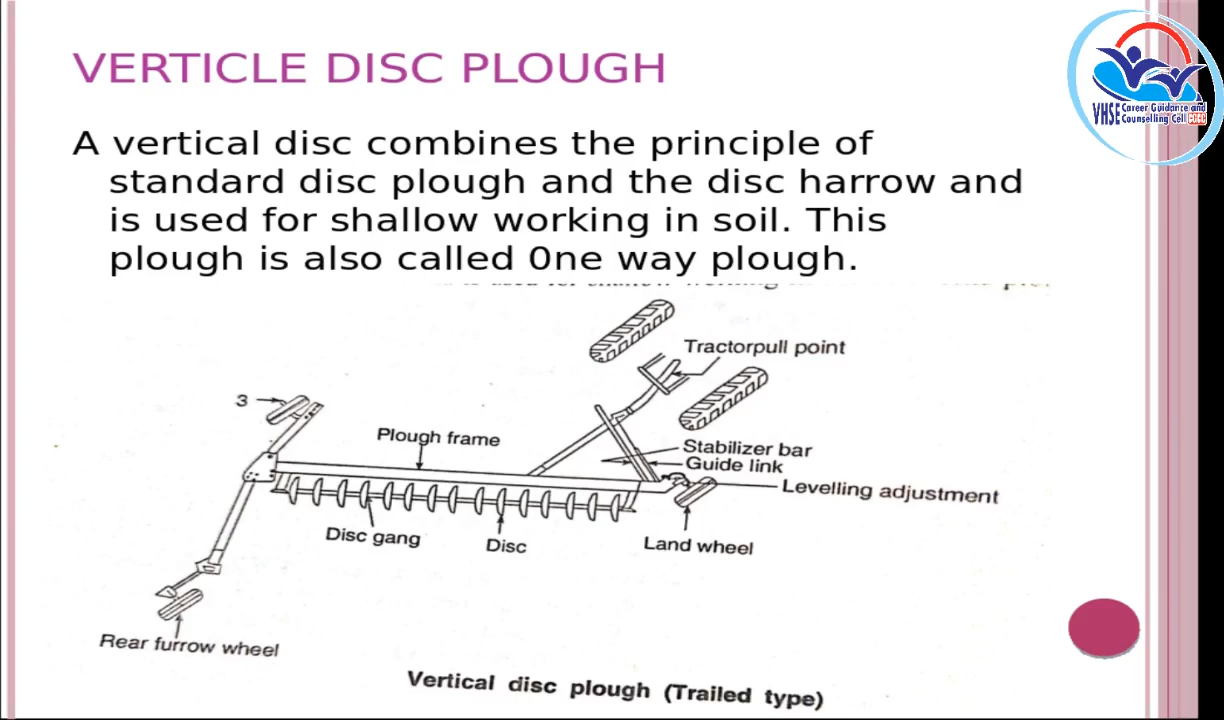 VERTICLE DISC PLOUGH
A vertical disc combines the principle of
standard disc plough and the disc harrow and
is used for shallow working in soil. This
plough is also called 0ne way plough.
Tractorpull point
3
Plough frame
Stabilizer bar
Guide link
Levelling adjustment
Disc gang
Disc
Land wheel
Rear furrow wheel
Vertical disc plough (Trailed type)
VHSE Career Guidance and
Counselling Cell CGCC